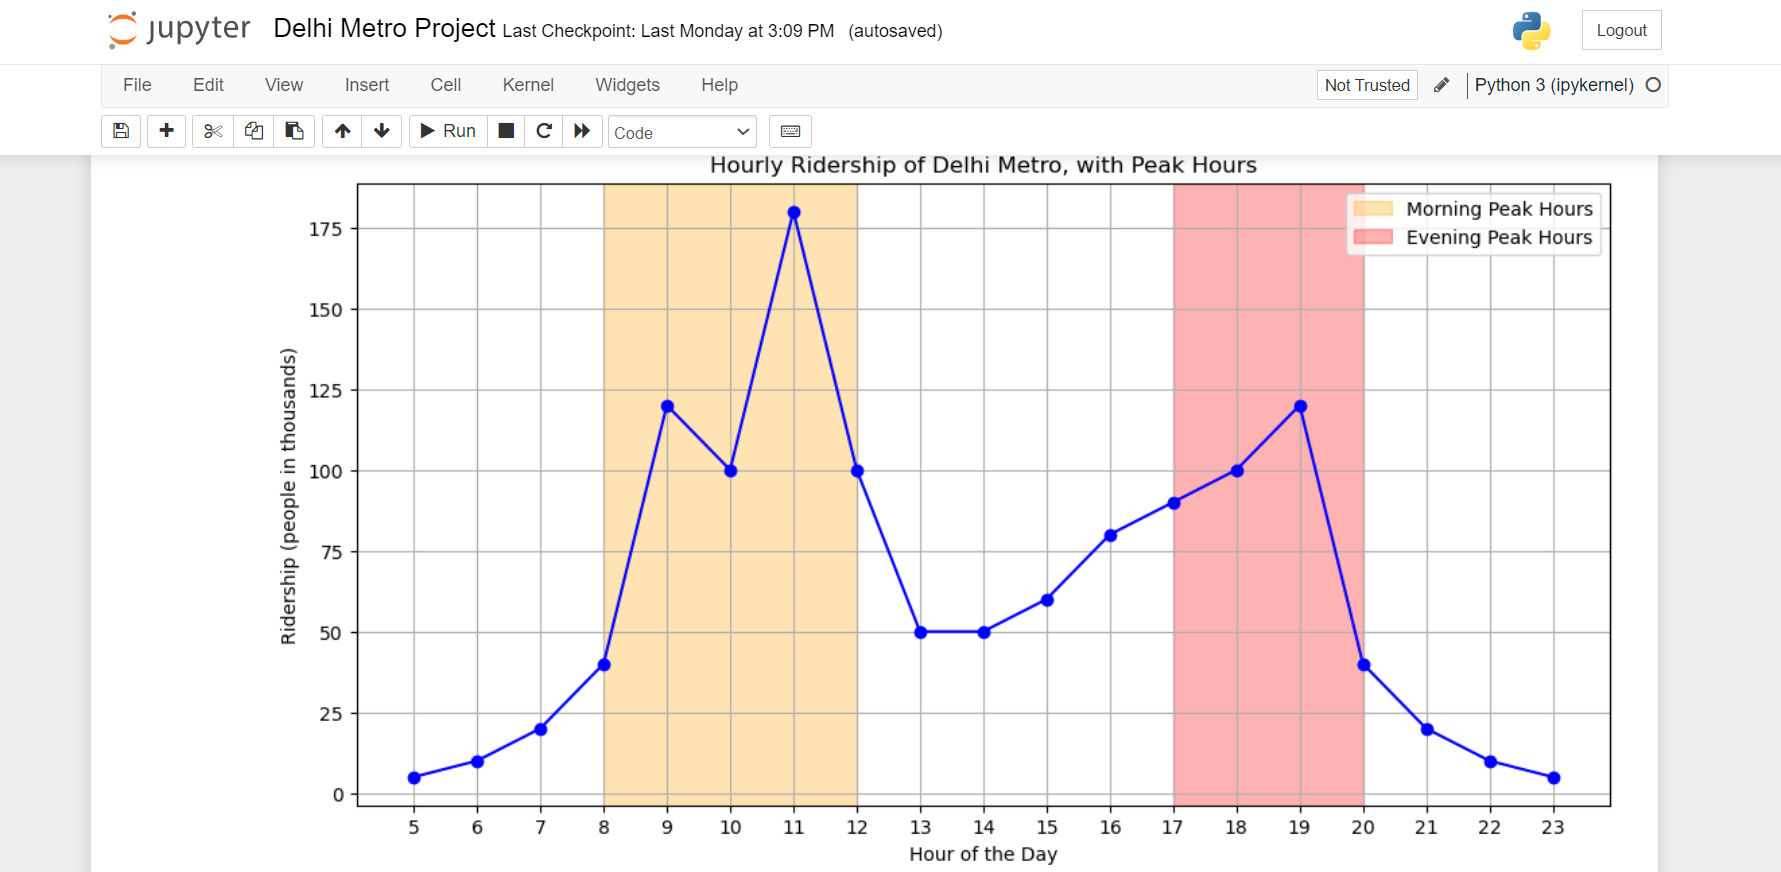 jupyter Delhi Metro Project Last Checkpoint: Last Monday at 3:09 PM (autosaved) Logout
File Edit View Insert Cell Kernel Widgets Help Not Trusted Python 3 (ipykernel)
Run Code
Hourly Ridership of Delhi Metro, with Peak Hours
Morning Peak Hours
Evening Peak Hours
175
150
125
100
75
50
25
0
Ridership (people in thousands)
5 6 7 8 9 10 11 12 13 14 15 16 17 18 19 20 21 22 23
Hour of the Day